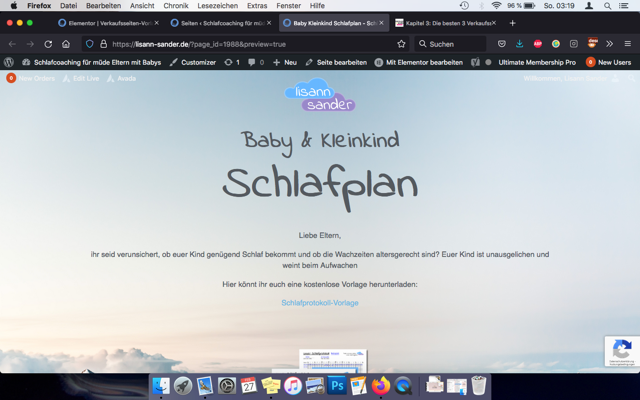 Firefox Datei Bearbeiten Ansicht Chronik Lesezeichen Extras Fenster Hilfe 96 % So. 03:19
Elementor | Verkaufsseiten-Vor
Seiten ‹ Schlafcoaching für müde
Baby Kleinkind Schlafplan – Sch
Kapitel 3: Die besten 3 Verkaufs
https://lisann-sander.de/?page_id=1988&preview=true
Suchen
Schlafcoaching für müde Eltern mit Babys Customizer 1 0 Neu Seite bearbeiten Mit Elementor bearbeiten Ultimate Membership Pro 0 New Users
0 New Orders Edit Live Avada Willkommen,
lisann
sander
Baby & Kleinkind
Schlafplan
Liebe Eltern,
ihr seid verunsichert, ob euer Kind genügend Schlaf bekommt und ob die Wachzeiten altersgerecht sind? Euer Kind ist unausgelichen und
weint beim Aufwachen
Hier könnt ihr euch eine kostenlose Vorlage herunterladen:
Schlafprotokoll-Vorlage